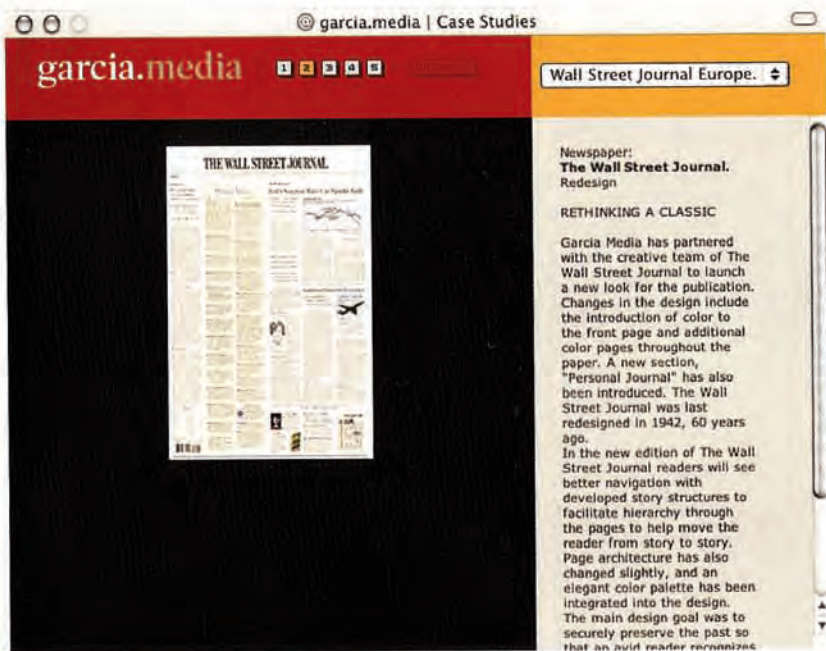 garcia.media | Case Studies
garcia.media
1 2 3 4 5
Wall Street Journal Europe.
THE WALL STREET JOURNAL.
Newspaper:
The Wall Street Journal.
Redesign
RETHINKING A CLASSIC
Garcia Media has partnered
with the creative team of The
Wall Street Journal to launch
a new look for the publication.
Changes in the design include
the introduction of color to
the front page and additional
color pages throughout the
paper. A new section,
"Personal Journal" has also
been introduced. The Wall
Street Journal was last
redesigned in 1942, 60 years
ago.
In the new edition of The Wall
Street Journal readers will see
better navigation with
developed story structures to
facilitate hierarchy through
the pages to help move the
reader from story to story.
Page architecture has also
changed slightly, and an
elegant color palette has been
integrated into the design.
The main design goal was to
securely preserve the past so
that an avid reader recognizes